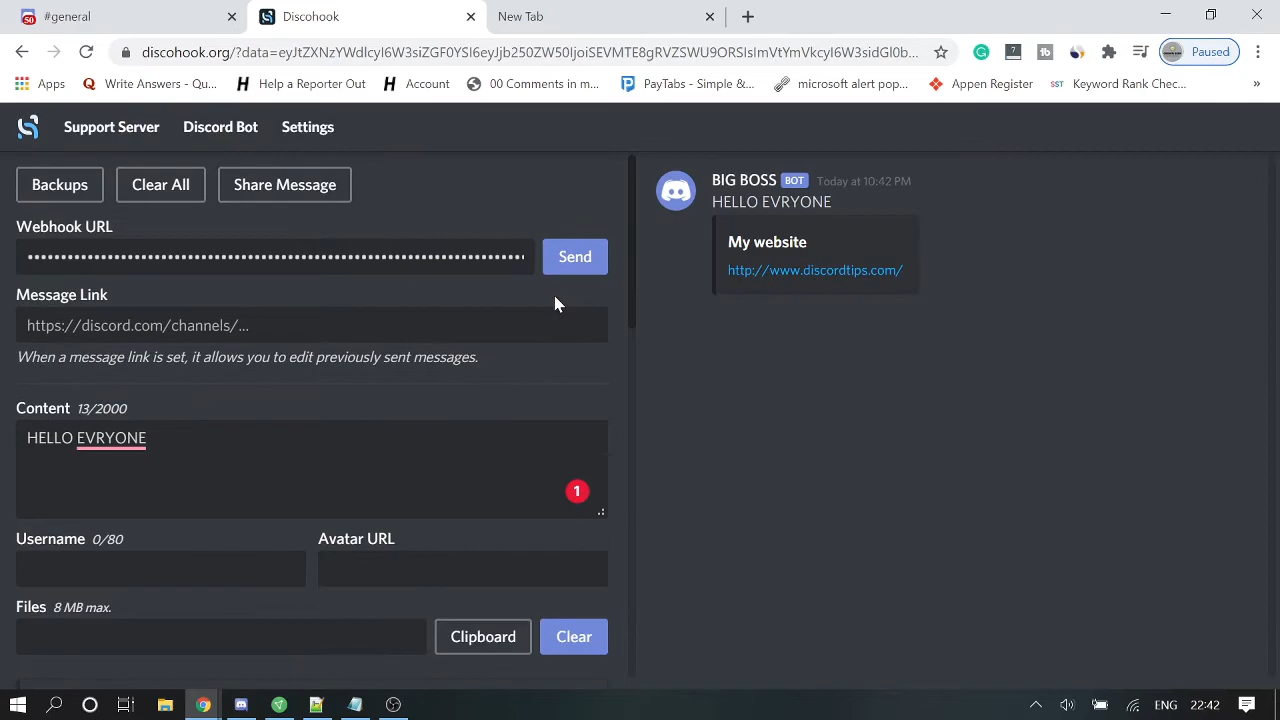 #general
Discohook
New Tab
discohook.org/?data=eyJtZXNzYWdlcyI6W3siZGF0YSI6eyJjb250ZW50IjoiSEVMTE8gRVZSWU9ORSIsImVtYmVkcyI6W3sidGl0b...
Paused
Apps
Write Answers - Qu...
Help a Reporter Out
Account
00 Comments in m...
PayTabs - Simple &...
microsoft alert pop...
Appen Register
SST
Keyword Rank Chec...
»
Support Server
Discord Bot
Settings
Backups
Clear All
Share Message
Webhook URL
Send
Message Link
https://discord.com/channels/...
When a message link is set, it allows you to edit previously sent messages.
Content 13/2000
HELLO EVRYONE
1
Username 0/80
Avatar URL
Files 8 MB max.
Clipboard
Clear
BIG BOSS BOT Today at 10:42 PM
HELLO EVRYONE
My website
http://www.discordtips.com/
ENG
22:42